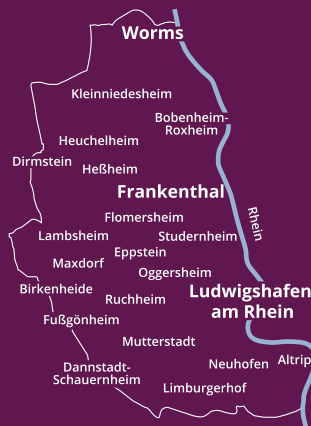 Worms
Kleinniedesheim
Bobenheim-
Roxheim
Heuchelheim
Dirmstein
Heßheim
Frankenthal
Flomersheim
Rhein
Lambsheim
Studernheim
Eppstein
Maxdorf
Oggersheim
Birkenheide
Ludwigshafen
am Rhein
Ruchheim
Fußgönheim
Mutterstadt
Altrip
Neuhofen
Dannstadt-
Schauernheim
Limburgerhof